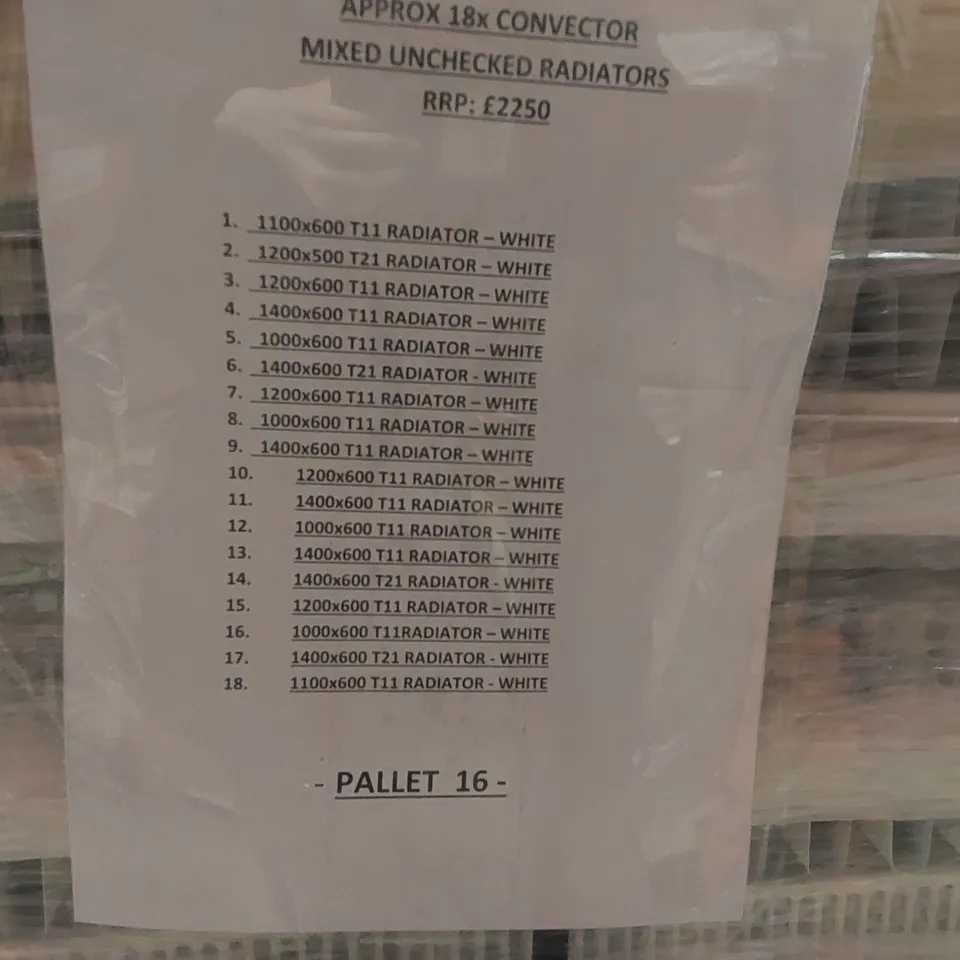 APPROX 18x CONVECTOR
MIXED UNCHECKED RADIATORS
RRP: £2250
1. 1100x600 T11 RADIATOR – WHITE
2. 1200x500 T21 RADIATOR – WHITE
3. 1200x600 T11 RADIATOR – WHITE
4. 1400x600 T11 RADIATOR – WHITE
5. 1000x600 T11 RADIATOR – WHITE
6. 1400x600 T21 RADIATOR - WHITE
7. 1200x600 T11 RADIATOR – WHITE
8. 1000x600 T11 RADIATOR – WHITE
9. 1400x600 T11 RADIATOR – WHITE
10. 1200x600 T11 RADIATOR – WHITE
11. 1400x600 T11 RADIATOR – WHITE
12. 1000x600 T11 RADIATOR – WHITE
13. 1400x600 T11 RADIATOR – WHITE
14. 1400x600 T21 RADIATOR - WHITE
15. 1200x600 T11 RADIATOR – WHITE
16. 1000x600 T11RADIATOR – WHITE
17. 1400x600 T21 RADIATOR - WHITE
18. 1100x600 T11 RADIATOR - WHITE
- PALLET 16 -